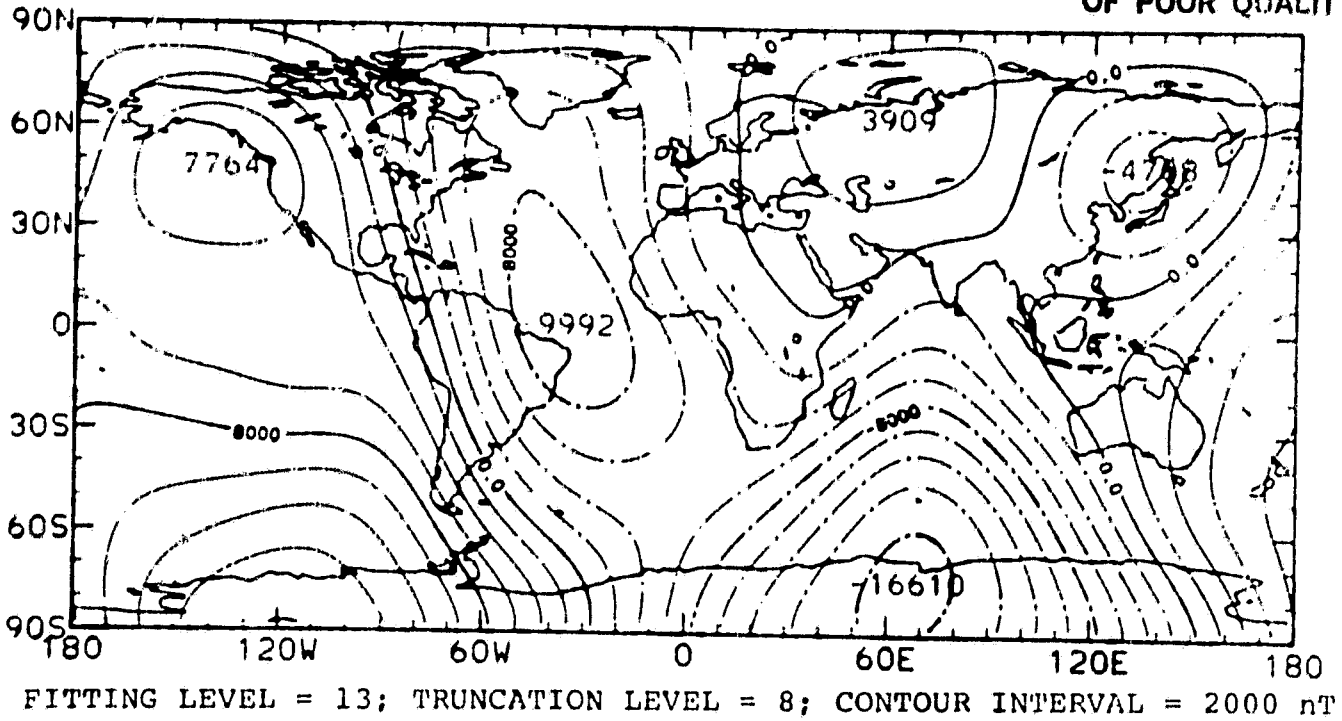 OF POOR QUALIT
90N
60N
30N
0
30S
60S
90S
7764
3909
-4768
-8000
-9992
0.0
0.0
8000
-8000
-16610
180
120W
60W
0
60E
120E
180
FITTING LEVEL = 13; TRUNCATION LEVEL = 8; CONTOUR INTERVAL = 2000 nT